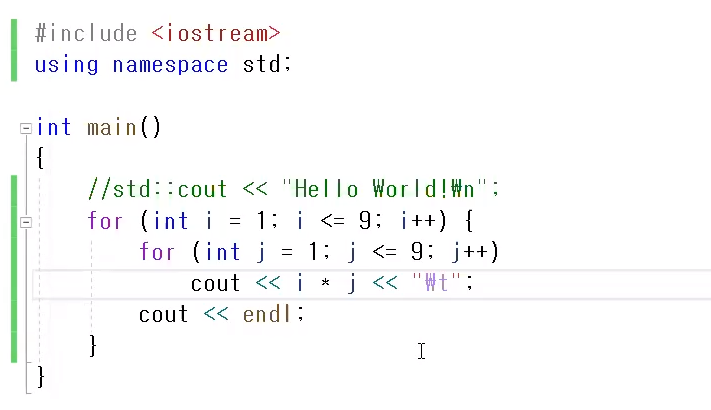 #include <iostream>
using namespace std;
int main()
{
//std::cout << "Hello World!₩n";
for (int i = 1; i <= 9; i++) {
for (int j = 1; j <= 9; j++)
cout << i * j << "₩t";
cout << endl;
}
}